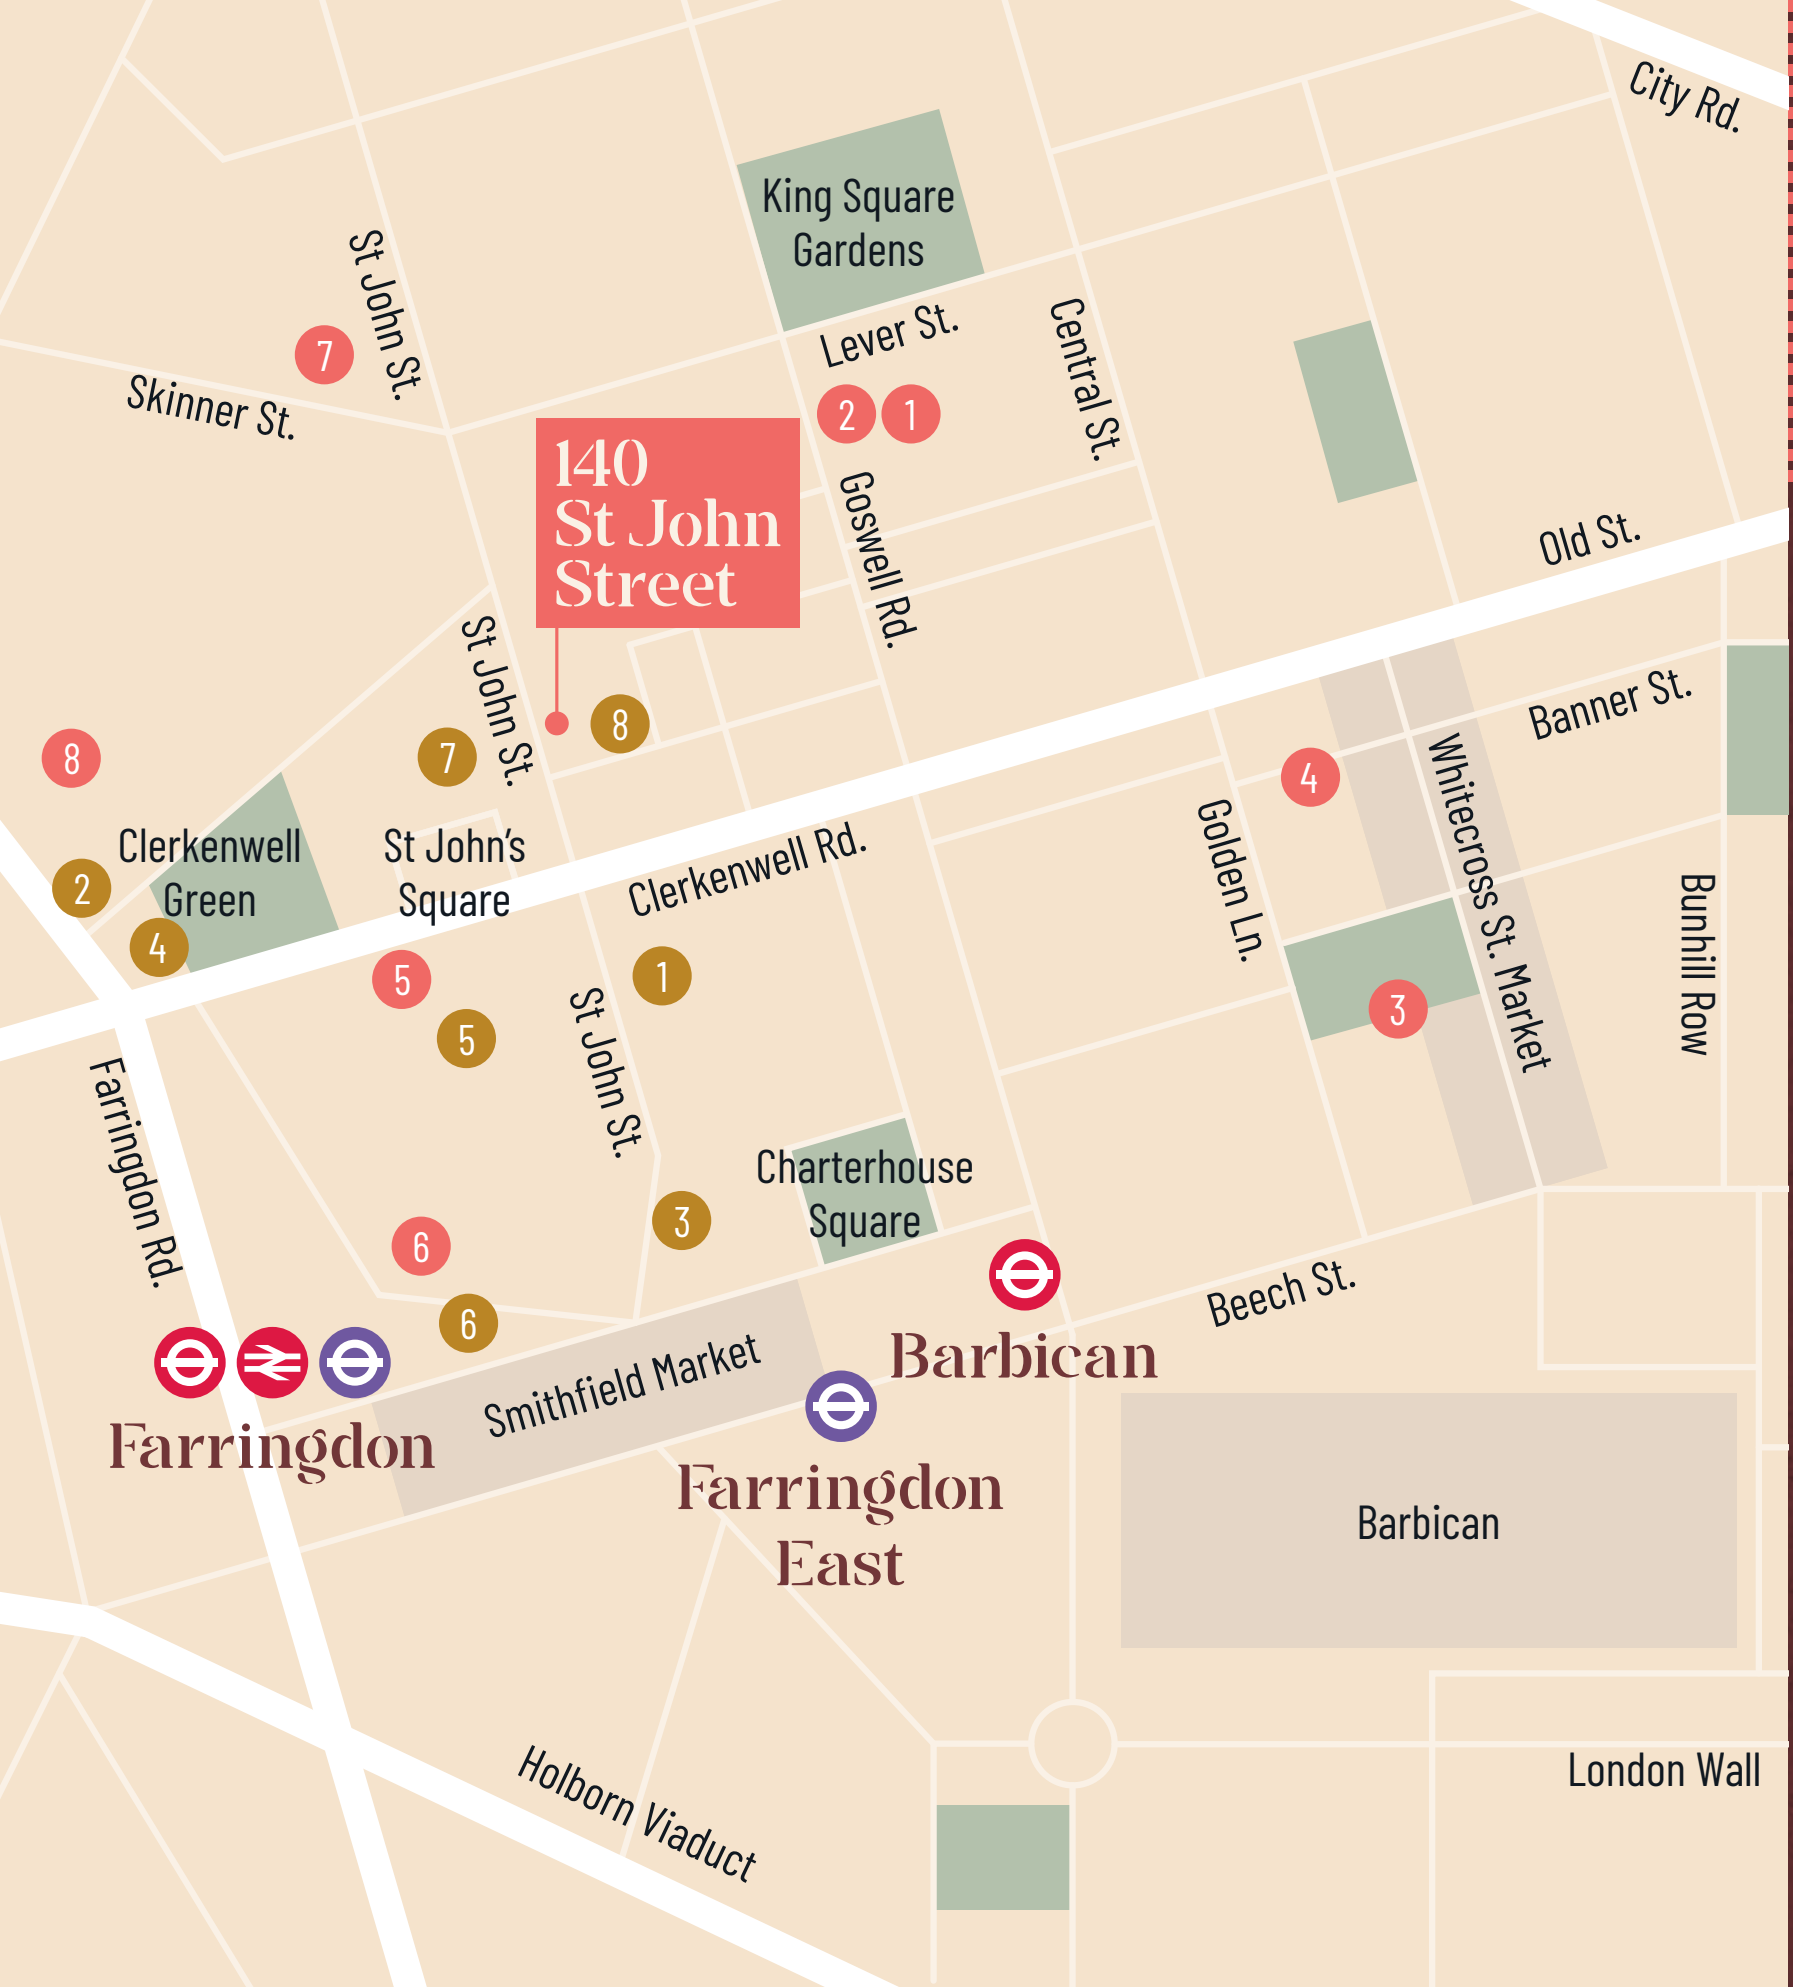 City Rd.
King Square
Gardens
St John St.
Lever St.
Central St.
7
Skinner St.
2
1
140
St John
Street
Goswell Rd.
Old St.
St John St.
Banner St.
8
7
8
4
Whitecross St. Market
Golden Ln.
Clerkenwell
Green
St John’s
Square
Clerkenwell Rd.
Bunhill Row
2
4
5
1
3
5
St John St.
Farringdon Rd.
Charterhouse
Square
3
6
6
Beech St.
Barbican
Smithfield Market
Farringdon
Farringdon
East
Barbican
London Wall
Holborn Viaduct